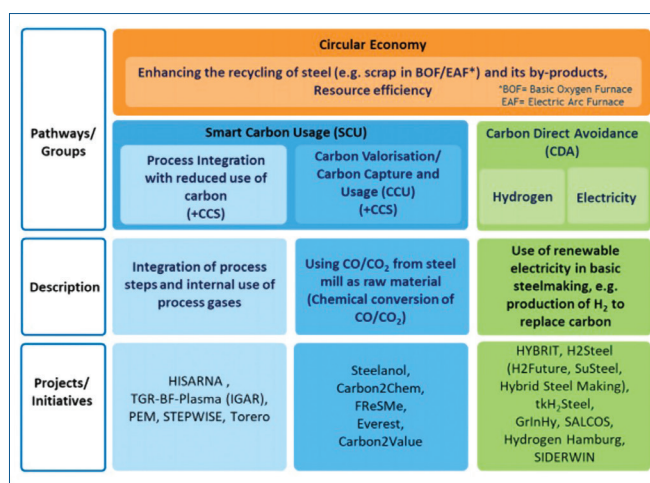 Circular Economy
Enhancing the recycling of steel (e.g. scrap in BOF/EAF*) and its by-products,
Resource efficiency
*BOF= Basic Oxygen Furnace
EAF= Electric Arc Furnace
Pathways/
Groups
Smart Carbon Usage (SCU)
Process Integration
with reduced use of
carbon
(+CCS)
Carbon Valorisation/
Carbon Capture and
Usage (CCU)
(+CCS)
Carbon Direct Avoidance
(CDA)
Hydrogen
Electricity
Description
Integration of process
steps and internal use of
process gases
Using CO/CO₂ from steel
mill as raw material
(Chemical conversion of
CO/CO₂)
Use of renewable
electricity in basic
steelmaking, e.g.
production of H₂ to
replace carbon
Projects/
Initiatives
HISARNA ,
TGR-BF-Plasma (IGAR),
PEM, STEPWISE, Torero
Steelanol,
Carbon2Chem,
FReSMe,
Everest,
Carbon2Value
HYBRIT, H2Steel
(H2Future, SuSteel,
Hybrid Steel Making),
tkH₂Steel,
GrInHy, SALCOS,
Hydrogen Hamburg,
SIDERWIN